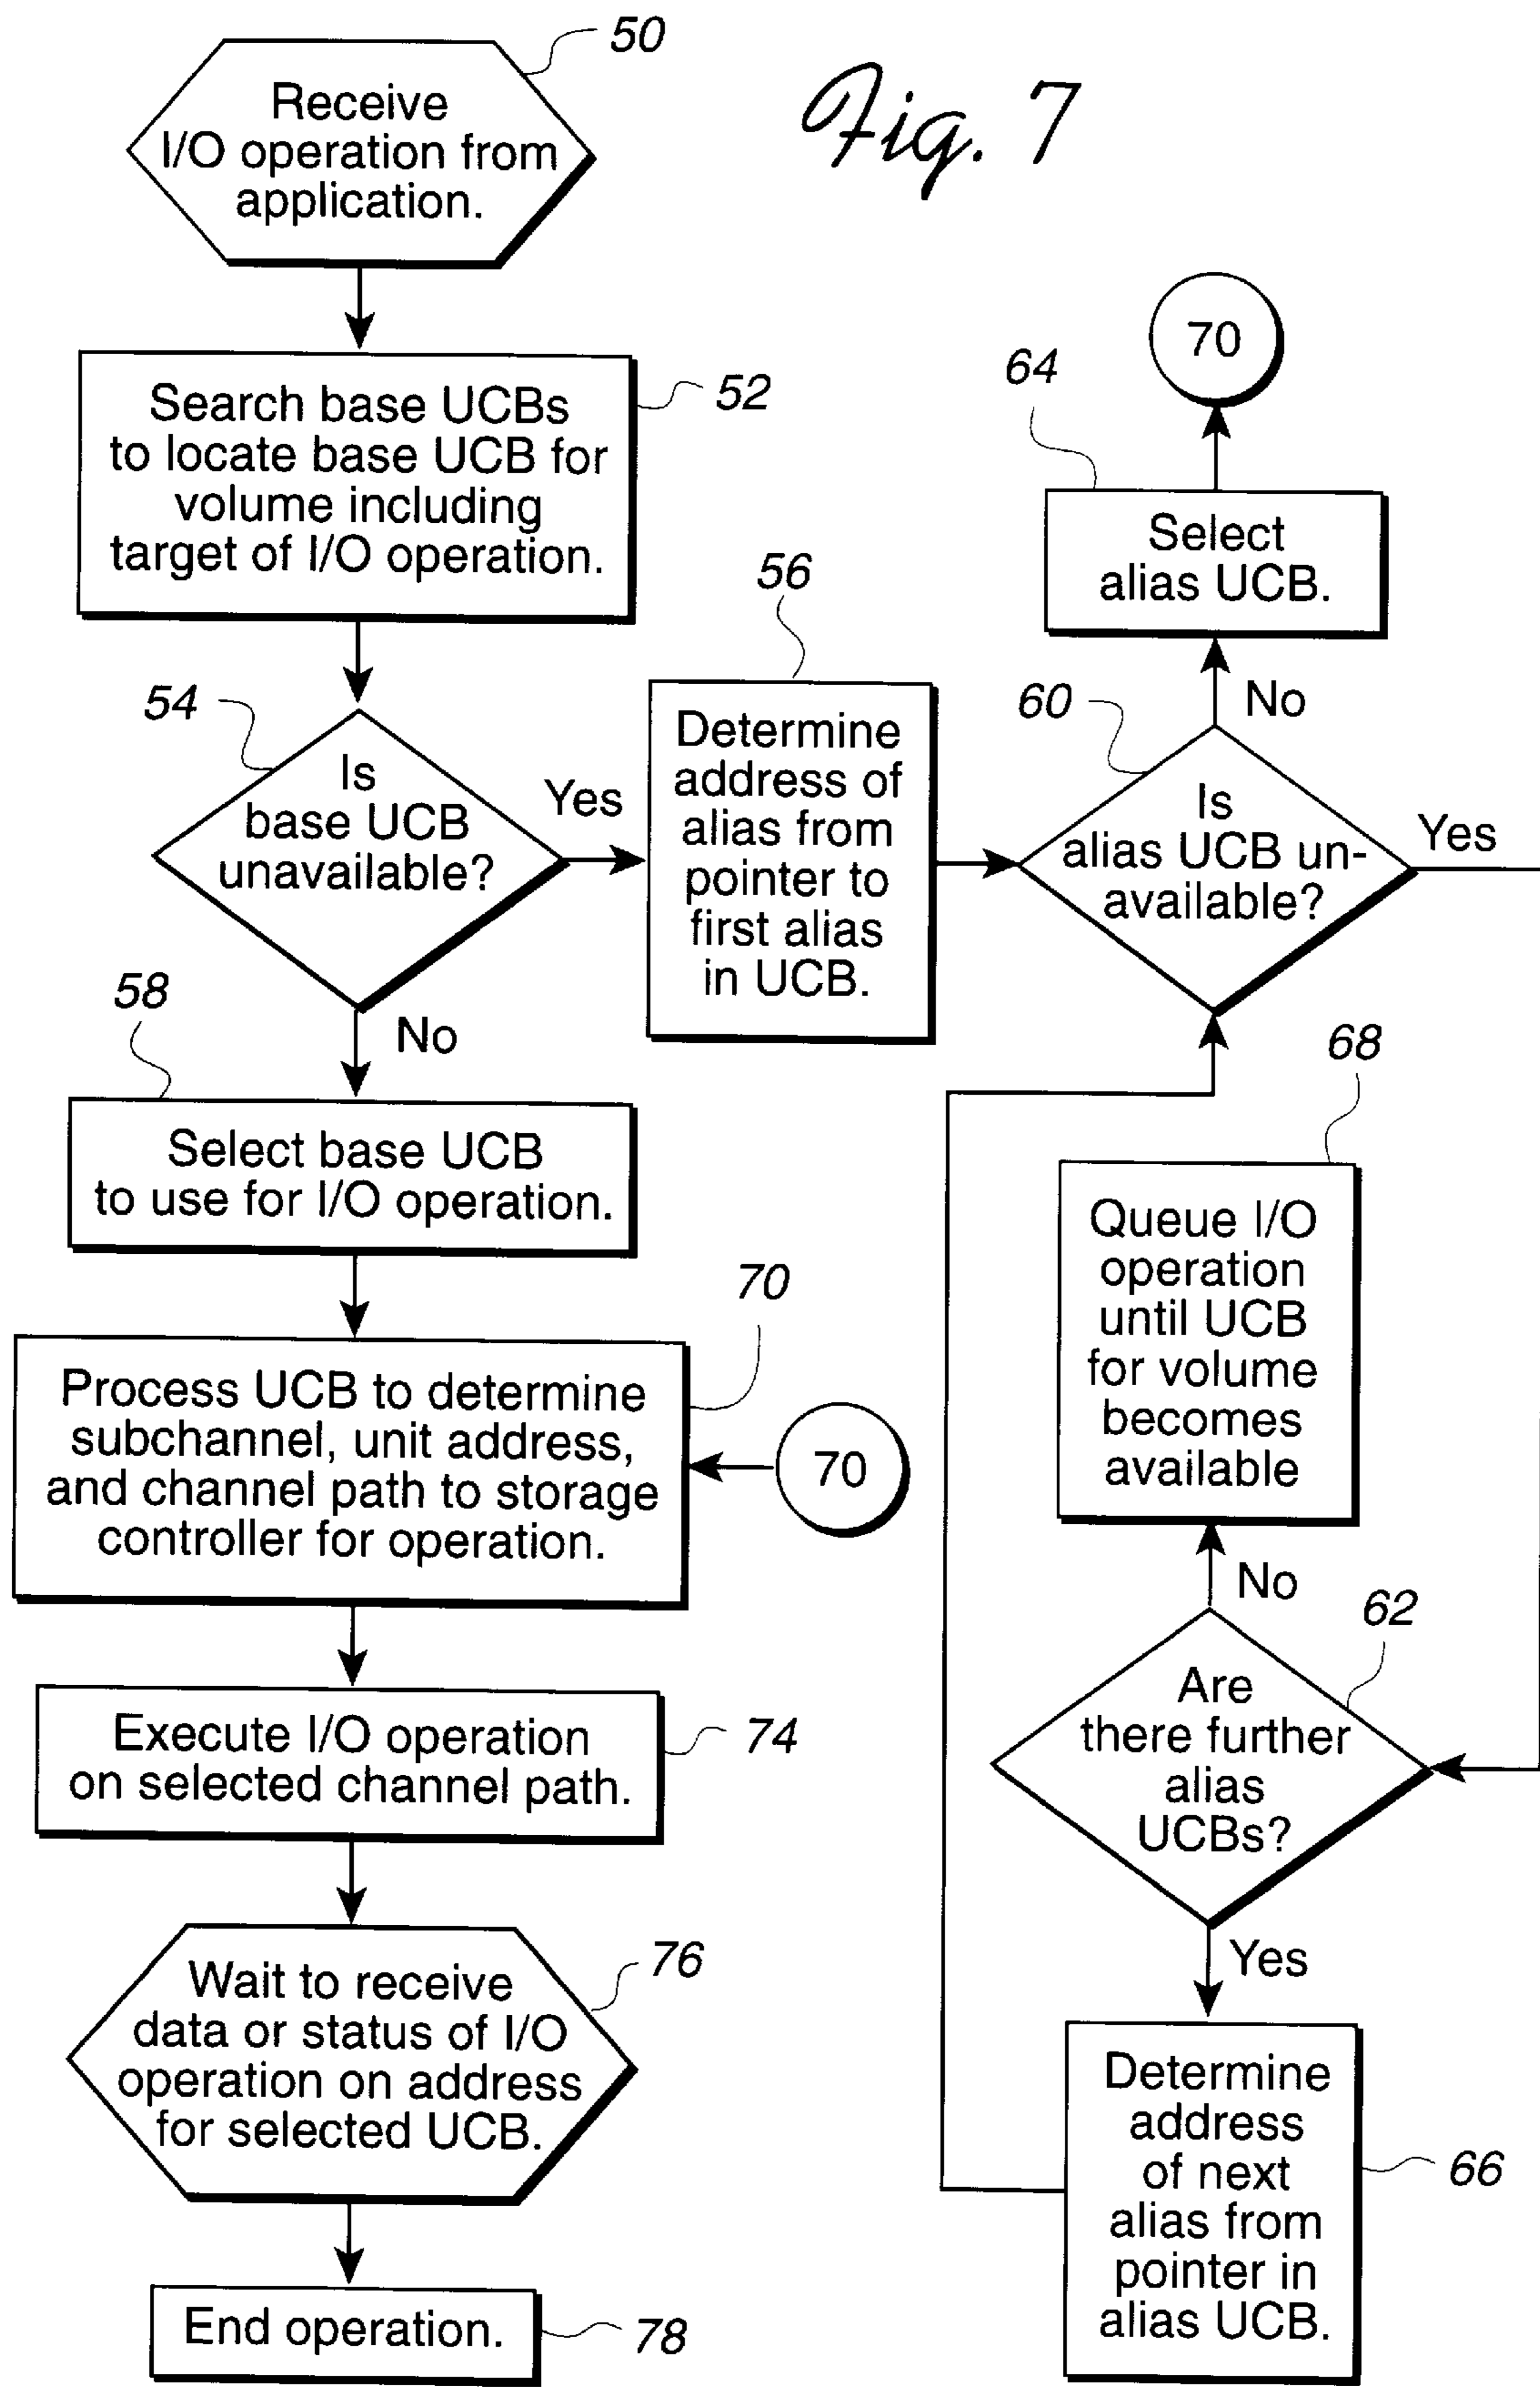 Fig. 7
50
Receive
I/O operation from
application.
52
Search base UCBs
to locate base UCB for
volume including
target of I/O operation.
54
Is
base UCB
unavailable?
Yes
No
56
Determine
address of
alias from
pointer to
first alias
in UCB.
58
Select base UCB
to use for I/O operation.
70
Process UCB to determine
subchannel, unit address,
and channel path to storage
controller for operation.
70
74
Execute I/O operation
on selected channel path.
76
Wait to receive
data or status of I/O
operation on address
for selected UCB.
End operation.
78
70
64
Select
alias UCB.
60
No
Is
alias UCB un-
available?
Yes
68
Queue I/O
operation
until UCB
for volume
becomes
available
No
62
Are
there further
alias
UCBs?
Yes
Determine
address
of next
alias from
pointer in
alias UCB.
66